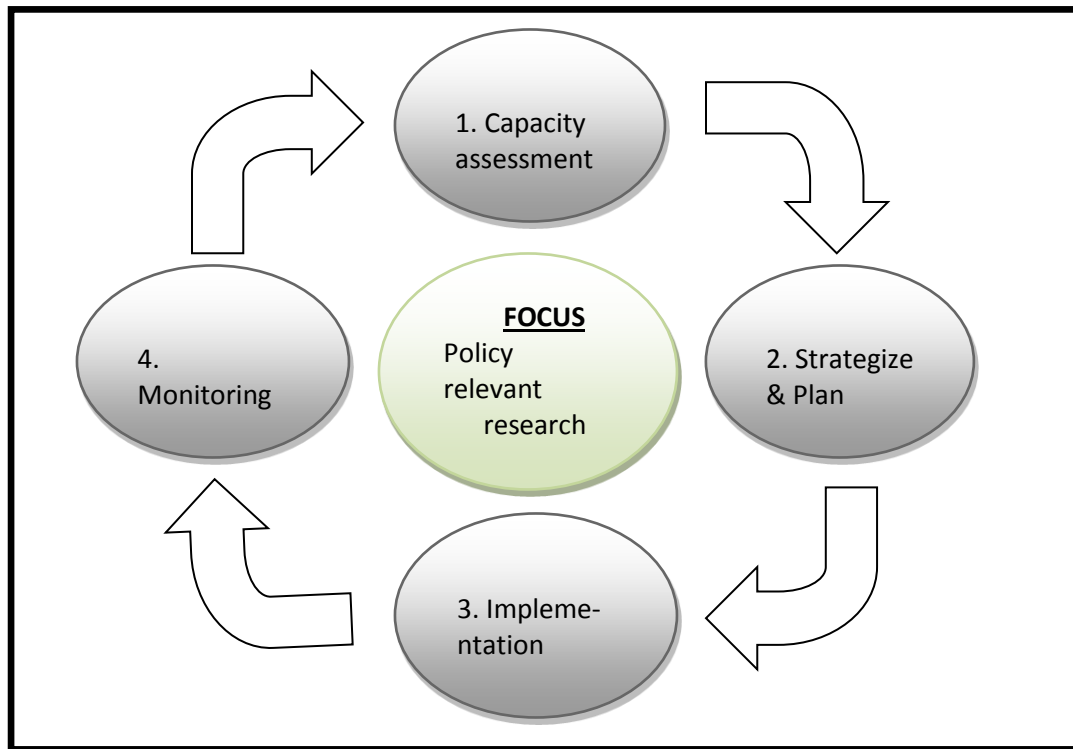 1. Capacity
assessment
FOCUS
Policy
relevant
research
4.
Monitoring
2. Strategize
& Plan
3. Impleme-
ntation